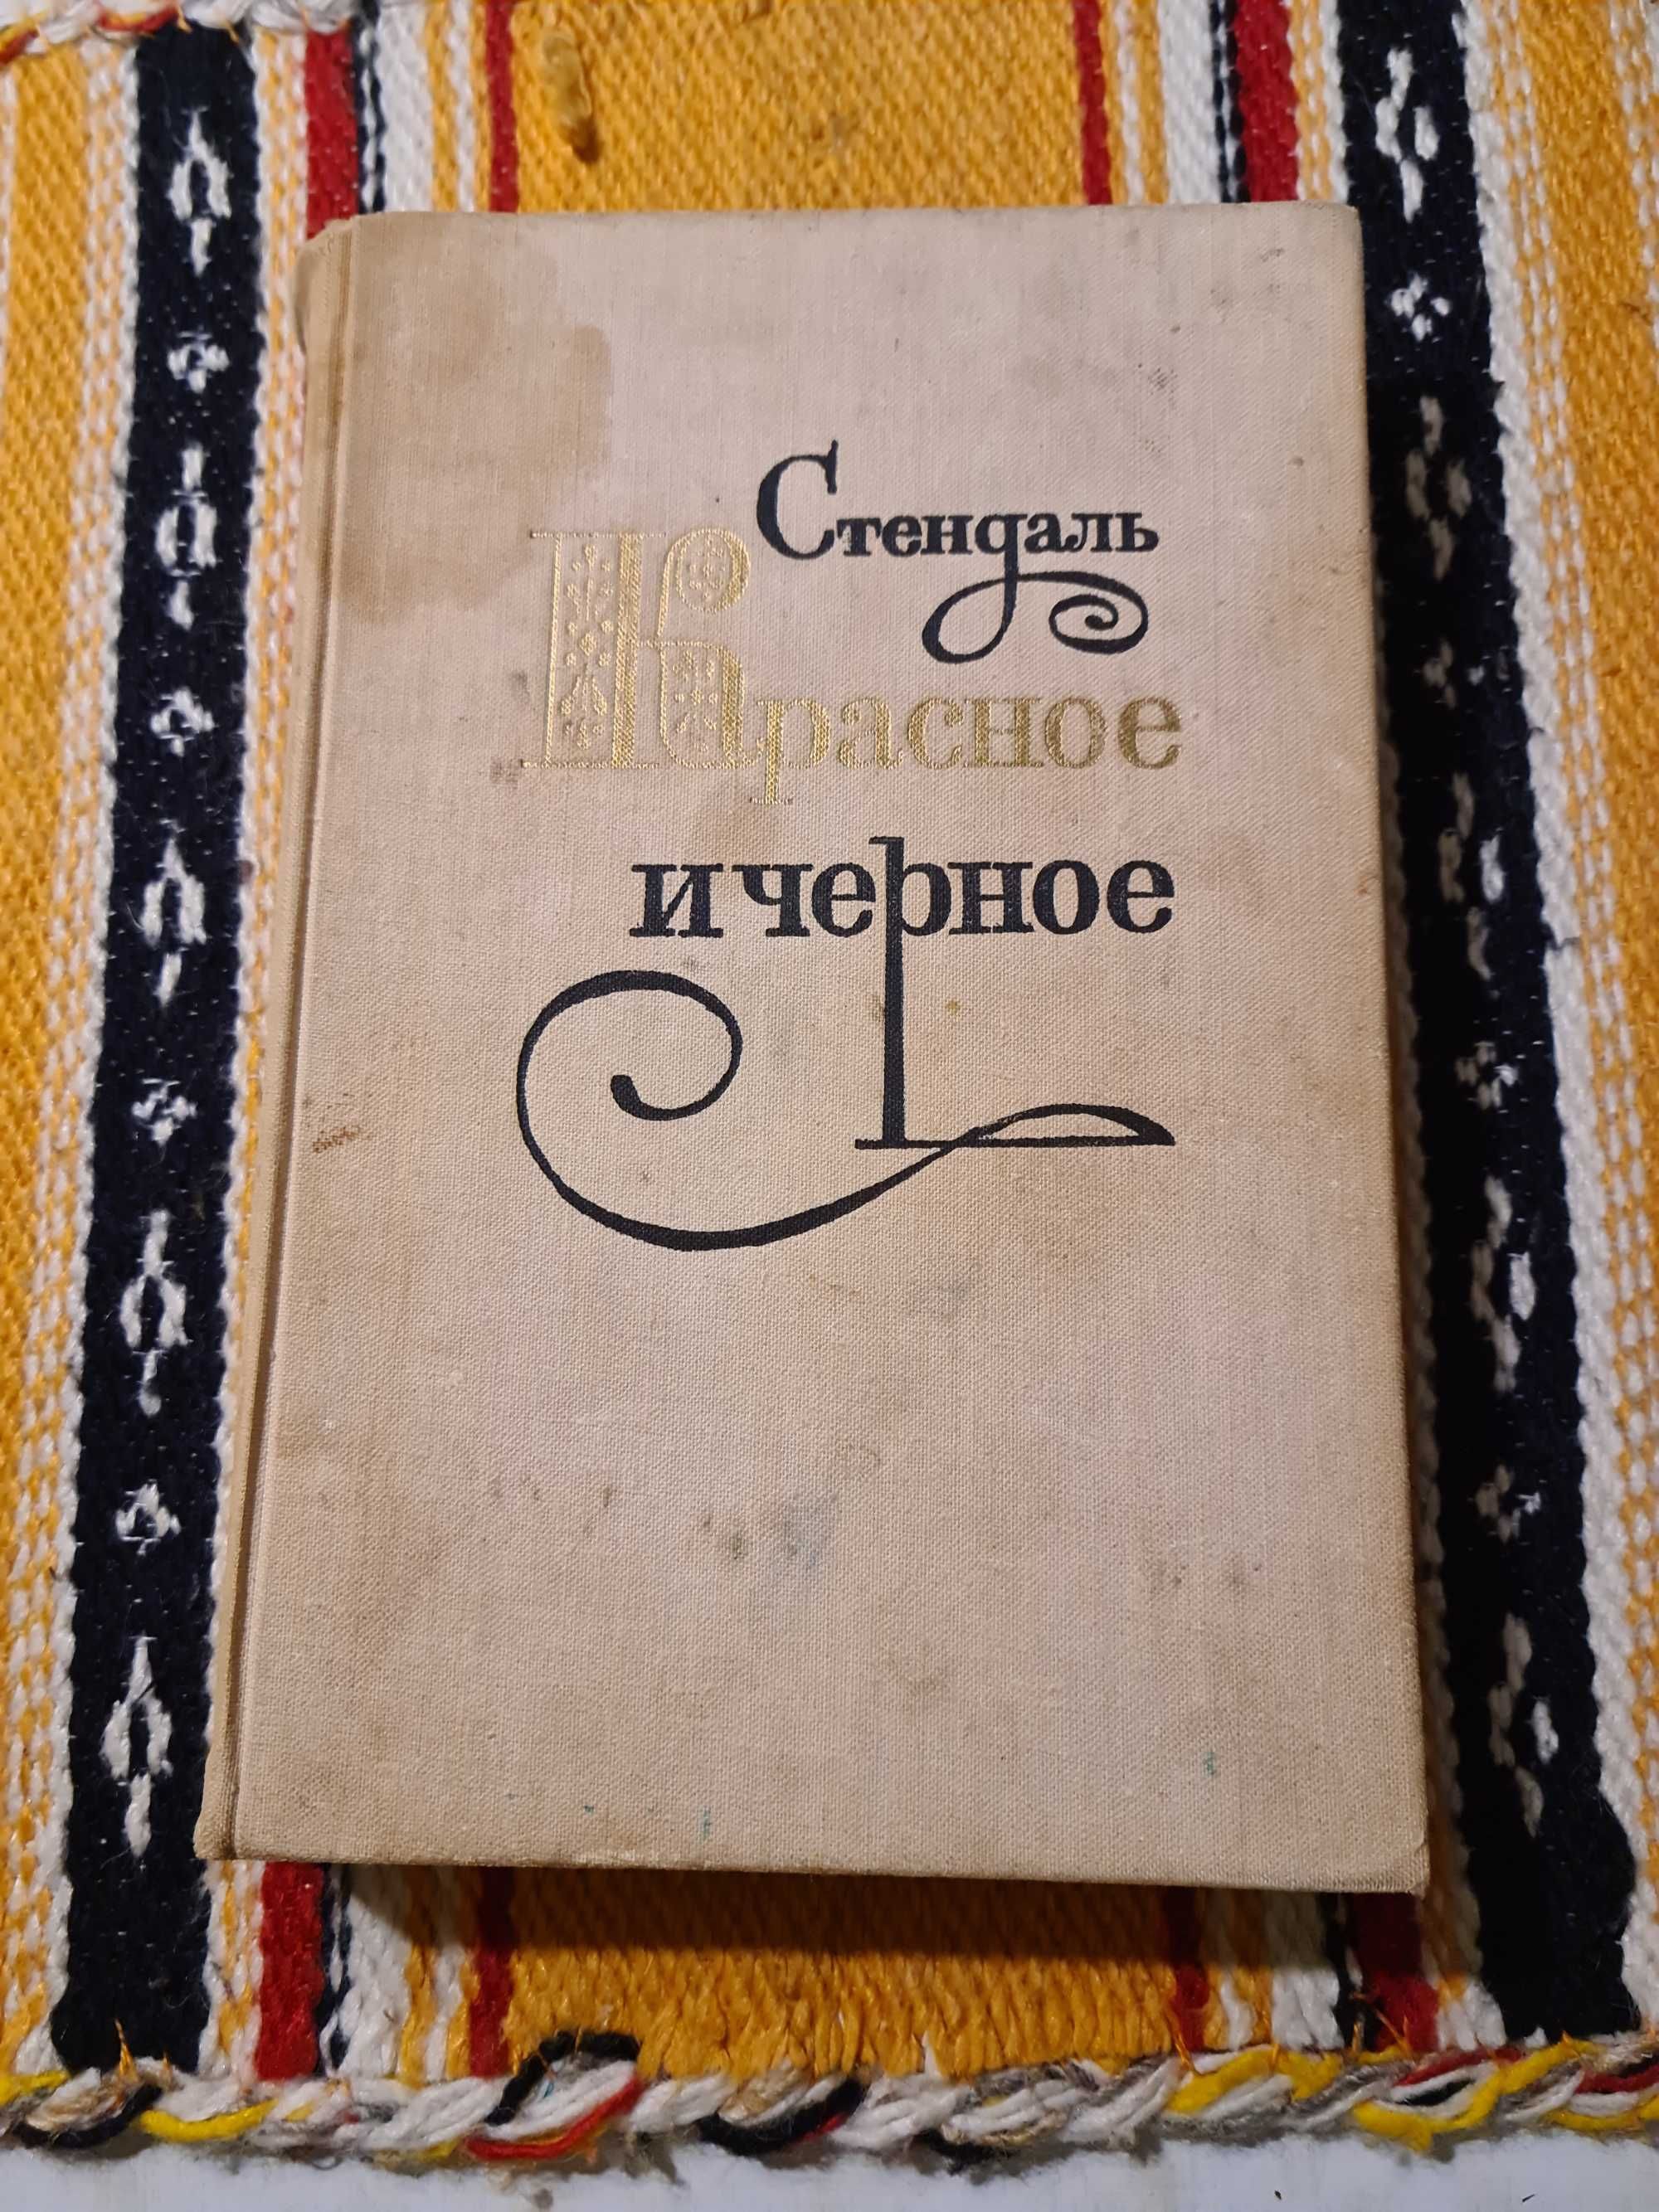 Стендаль
Красное
и черное